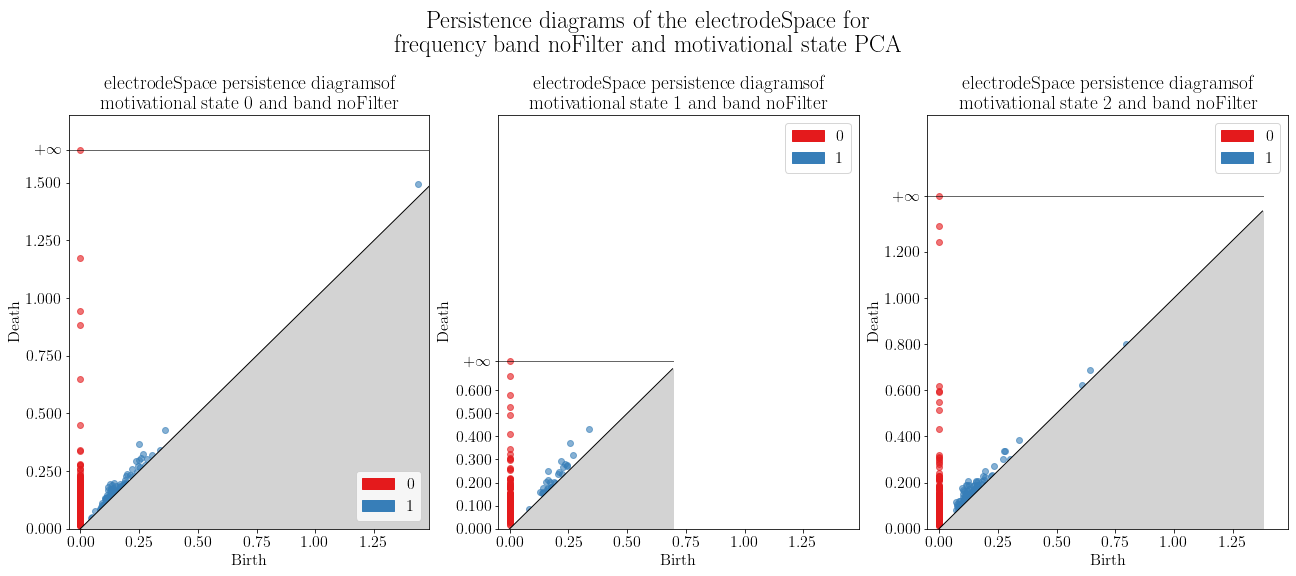 Persistence diagrams of the electrodeSpace for
frequency band noFilter and motivational state PCA
electrodeSpace persistence diagramsof
motivational state 0 and band noFilter
+∞
1.500
1.250
1.000
0.750
0.500
0.250
0.000
Death
0.00 0.25 0.50 0.75 1.00 1.25
Birth
0
1
electrodeSpace persistence diagramsof
motivational state 1 and band noFilter
+∞
0.600
0.500
0.400
0.300
0.200
0.100
0.000
Death
0.00 0.25 0.50 0.75 1.00 1.25
Birth
0
1
electrodeSpace persistence diagramsof
motivational state 2 and band noFilter
+∞
1.200
0.800
0.600
0.400
0.200
0.000
Death
0.00 0.25 0.50 0.75 1.00 1.25
Birth
0
1